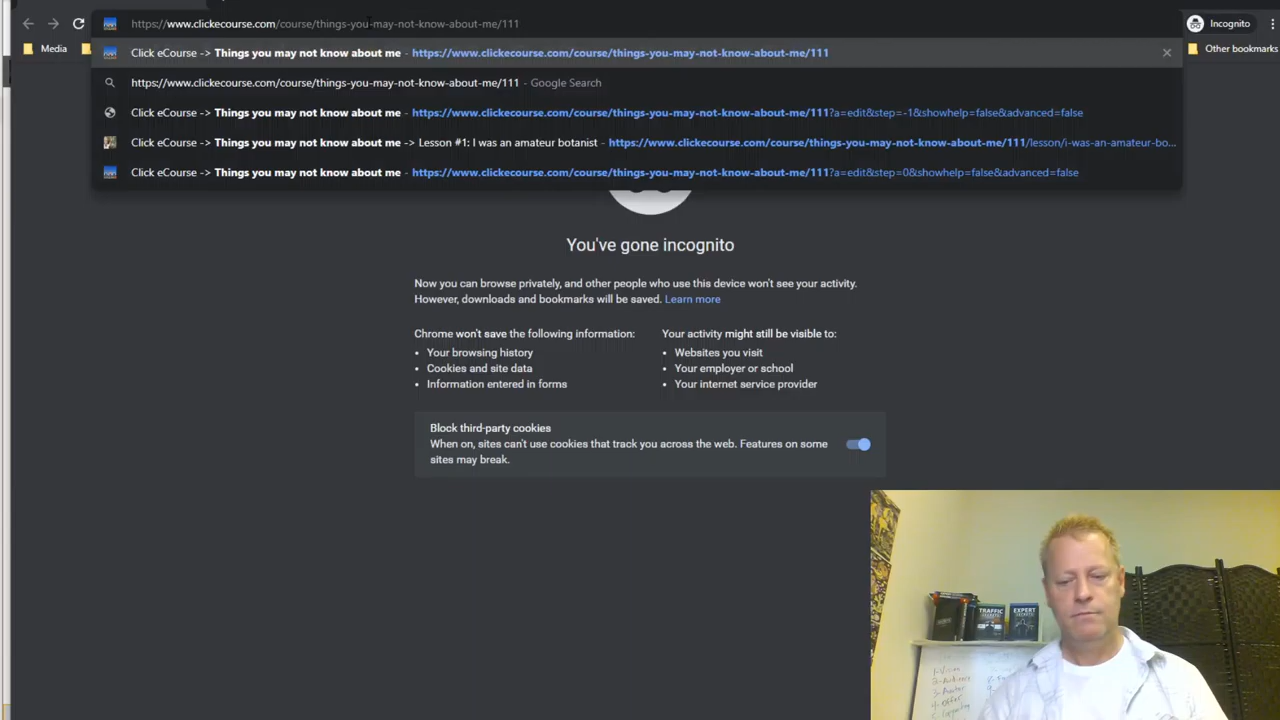 https://www.clickecourse.com/course/things-you-may-not-know-about-me/111
Incognito
Media
Other bookmarks
Click eCourse -> Things you may not know about me - https://www.clickecourse.com/course/things-you-may-not-know-about-me/111
https://www.clickecourse.com/course/things-you-may-not-know-about-me/111 - Google Search
Click eCourse -> Things you may not know about me - https://www.clickecourse.com/course/things-you-may-not-know-about-me/111?a=edit&step=-1&showhelp=false&advanced=false
Click eCourse -> Things you may not know about me -> Lesson #1: I was an amateur botanist - https://www.clickecourse.com/course/things-you-may-not-know-about-me/111/lesson/i-was-an-amateur-bo...
Click eCourse -> Things you may not know about me - https://www.clickecourse.com/course/things-you-may-not-know-about-me/111?a=edit&step=0&showhelp=false&advanced=false
You've gone incognito
Now you can browse privately, and other people who use this device won't see your activity.
However, downloads and bookmarks will be saved. Learn more
Chrome won't save the following information:
• Your browsing history
• Cookies and site data
• Information entered in forms
Your activity might still be visible to:
• Websites you visit
• Your employer or school
• Your internet service provider
Block third-party cookies
When on, sites can't use cookies that track you across the web. Features on some
sites may break.
TRAFFIC
EXPERT